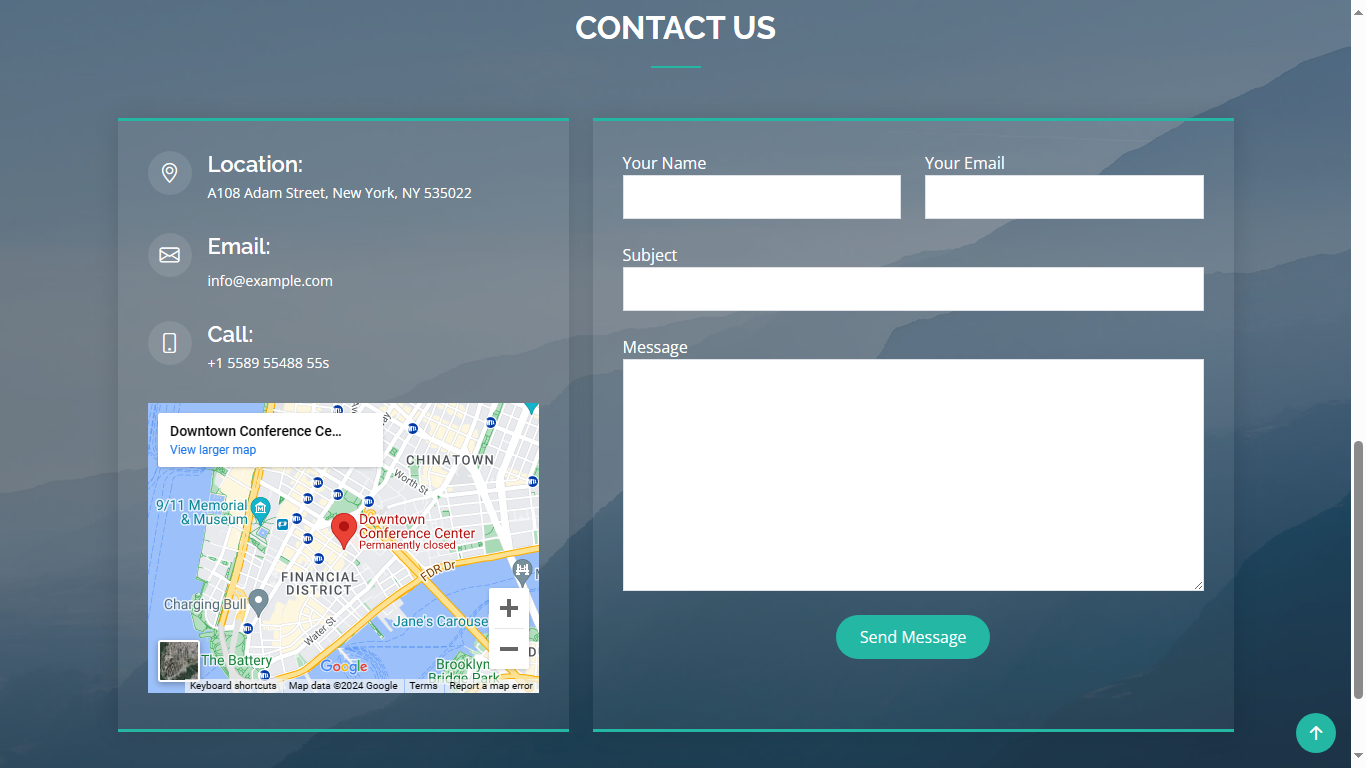 CONTACT US
Location:
A108 Adam Street, New York, NY 535022
Email:
info@example.com
Call:
+1 5589 55488 55s
Downtown Conference Ce...
View larger map
CHINATOWN
Worth St
9/11 Memorial
& Museum
Downtown
Conference Center
Permanently closed
FDR Dr
FINANCIAL
DISTRICT
Charging Bull
Water St
Jane's Carouse
The Battery
Google
Brooklyn
Bridge Park
Keyboard shortcuts
Map data ©2024 Google
Terms
Report a map error
Your Name
Your Email
Subject
Message
Send Message